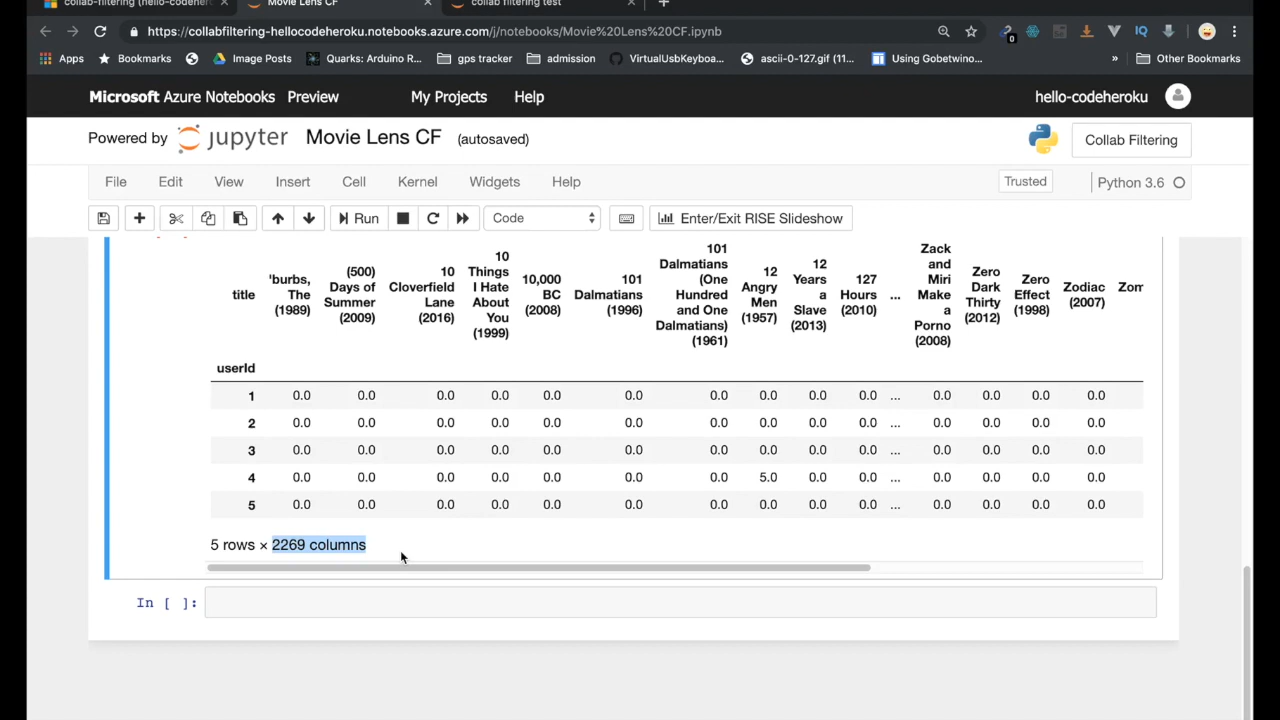 collab-filtering (hello-codeher
Movie Lens CF
collab filtering test
https://collabfiltering-hellocodeheroku.notebooks.azure.com/j/notebooks/Movie%20Lens%20CF.ipynb
0
IQ
Apps
Bookmarks
Image Posts
Quarks: Arduino R...
gps tracker
admission
VirtualUsbKeyboa...
ascii-0-127.gif (11...
Using Gobetwino...
»
Other Bookmarks
Microsoft Azure Notebooks Preview My Projects Help hello-codeheroku
Powered by jupyter Movie Lens CF (autosaved) Collab Filtering
File Edit View Insert Cell Kernel Widgets Help Trusted Python 3.6
Run Code Enter/Exit RISE Slideshow
title
'burbs,
The
(1989)
(500)
Days of
Summer
(2009)
10
Cloverfield
Lane
(2016)
10
Things
I Hate
About
You
(1999)
10,000
BC
(2008)
101
Dalmatians
(1996)
101
Dalmatians
(One
Hundred
and One
Dalmatians)
(1961)
12
Angry
Men
(1957)
12
Years
a
Slave
(2013)
127
Hours
(2010)
...
Zack
and
Miri
Make
a
Porno
(2008)
Zero
Dark
Thirty
(2012)
Zero
Effect
(1998)
Zodiac
(2007)
Zom
userId
1 0.0 0.0 0.0 0.0 0.0 0.0 0.0 0.0 0.0 0.0 ... 0.0 0.0 0.0 0.0
2 0.0 0.0 0.0 0.0 0.0 0.0 0.0 0.0 0.0 0.0 ... 0.0 0.0 0.0 0.0
3 0.0 0.0 0.0 0.0 0.0 0.0 0.0 0.0 0.0 0.0 ... 0.0 0.0 0.0 0.0
4 0.0 0.0 0.0 0.0 0.0 0.0 0.0 5.0 0.0 0.0 ... 0.0 0.0 0.0 0.0
5 0.0 0.0 0.0 0.0 0.0 0.0 0.0 0.0 0.0 0.0 ... 0.0 0.0 0.0 0.0
5 rows × 2269 columns
In [ ]: